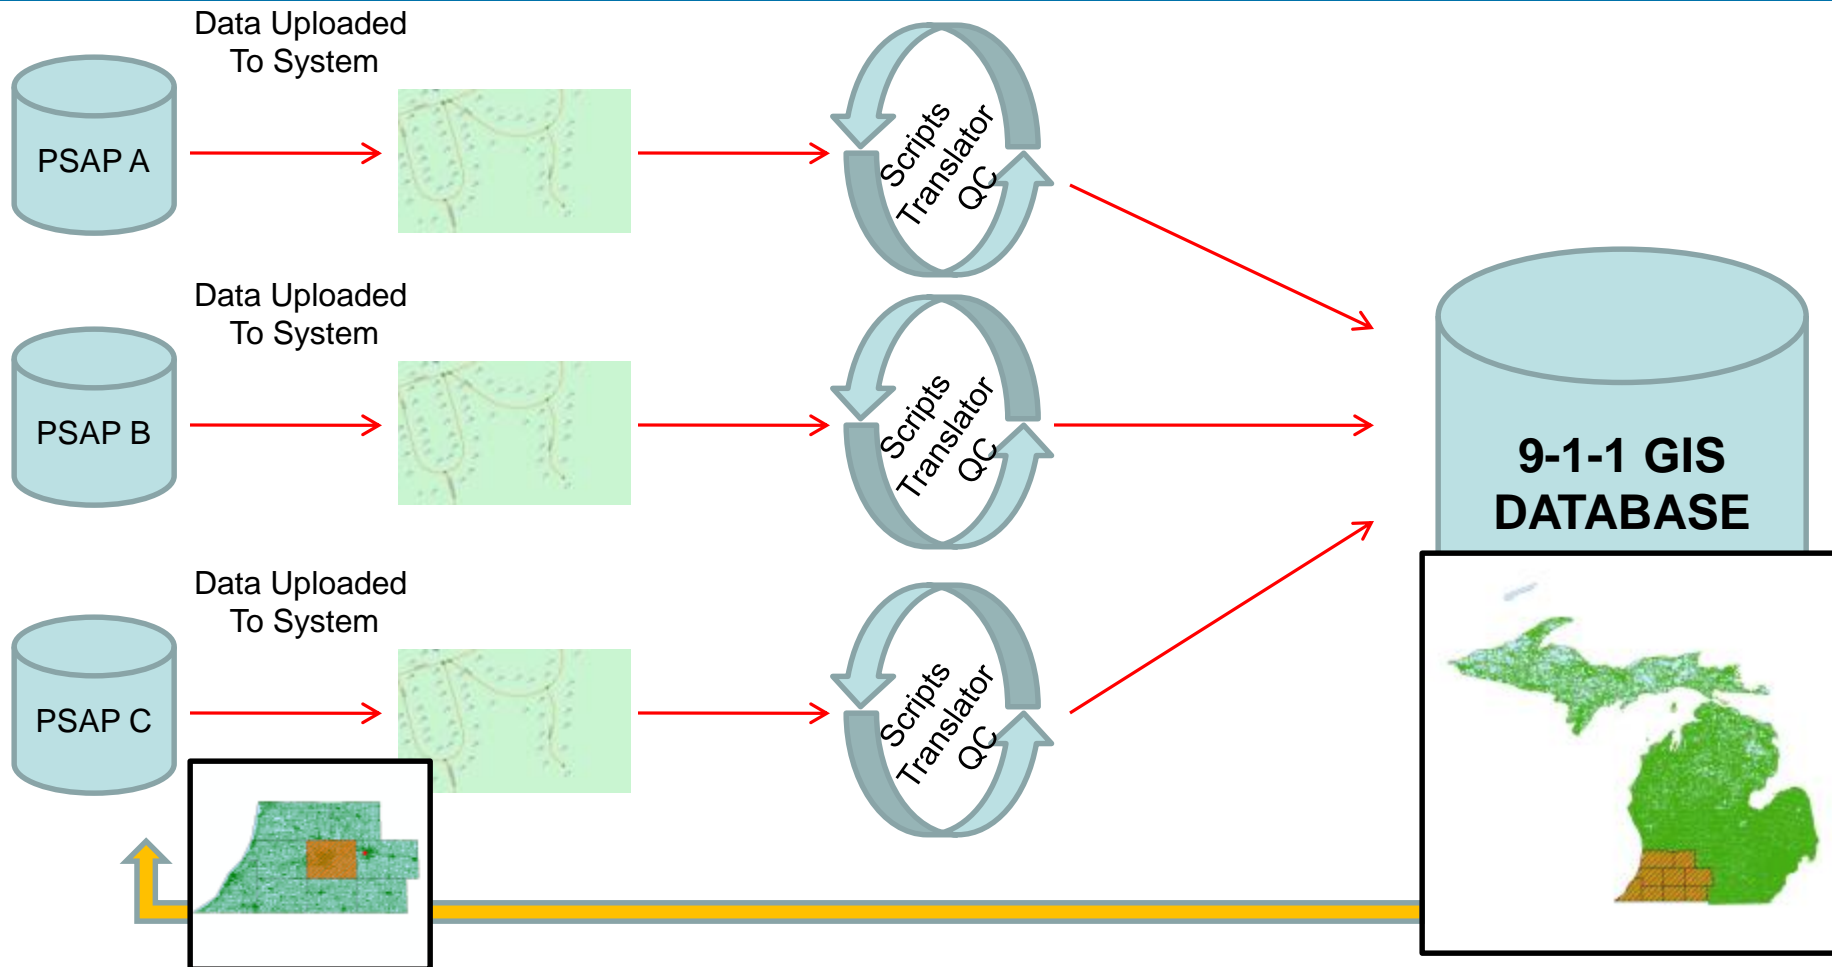 Data Uploaded
To System
PSAP A
Scripts
Translator
QC
Data Uploaded
To System
PSAP B
Scripts
Translator
QC
9-1-1 GIS
DATABASE
Data Uploaded
To System
PSAP C
Scripts
Translator
QC